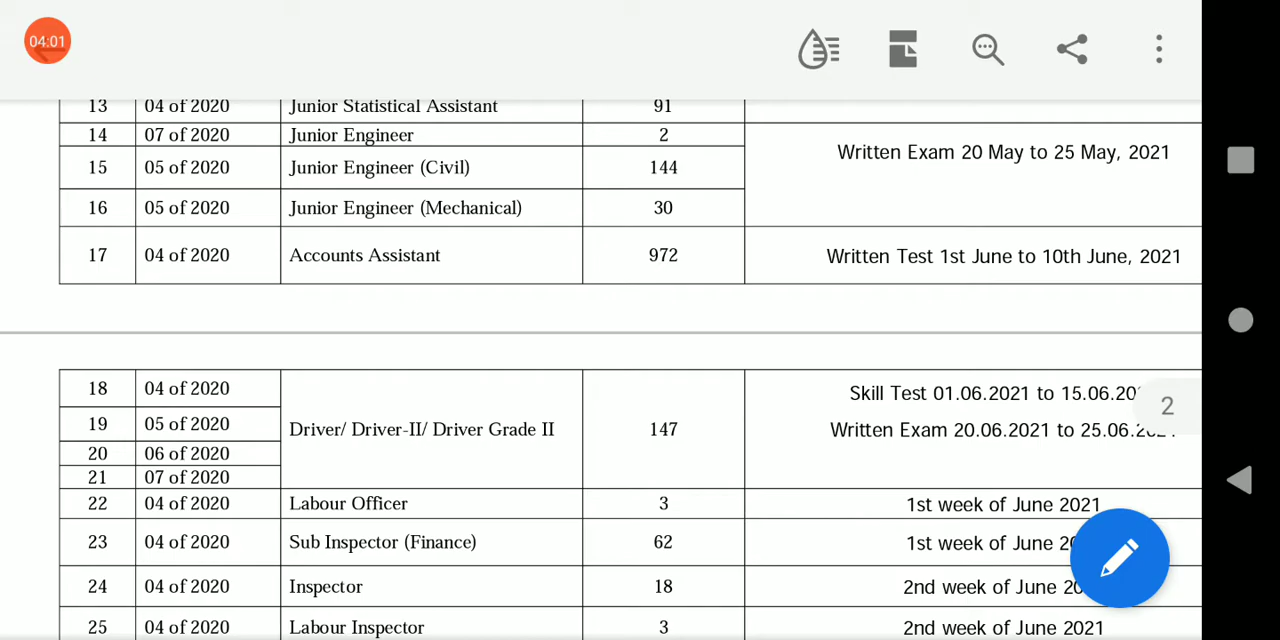 04:01
13 04 of 2020 Junior Statistical Assistant 91
14 07 of 2020 Junior Engineer 2
Written Exam 20 May to 25 May, 2021
15 05 of 2020 Junior Engineer (Civil) 144
16 05 of 2020 Junior Engineer (Mechanical) 30
17 04 of 2020 Accounts Assistant 972 Written Test 1st June to 10th June, 2021
18 04 of 2020 Skill Test 01.06.2021 to 15.06.20
2
19 05 of 2020 Driver/ Driver-II/ Driver Grade II 147 Written Exam 20.06.2021 to 25.06.2021
20 06 of 2020
21 07 of 2020
22 04 of 2020 Labour Officer 3 1st week of June 2021
23 04 of 2020 Sub Inspector (Finance) 62 1st week of June 20
24 04 of 2020 Inspector 18 2nd week of June 20
25 04 of 2020 Labour Inspector 3 2nd week of June 2021